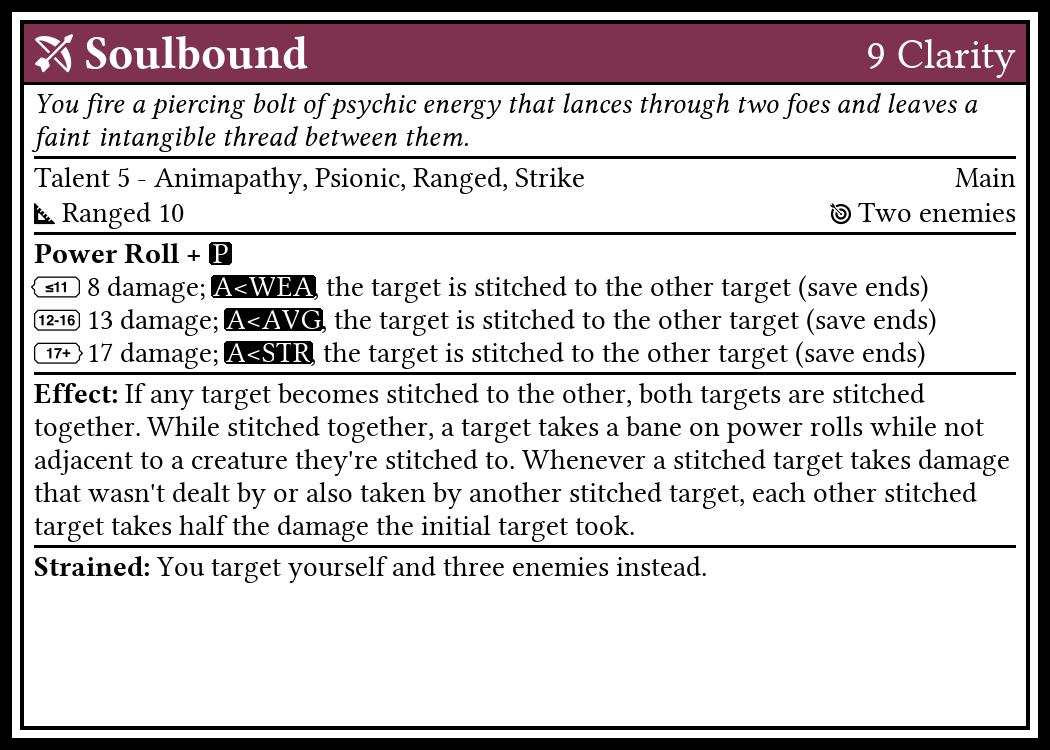 Soulbound 9 Clarity
You fire a piercing bolt of psychic energy that lances through two foes and leaves a
faint intangible thread between them.
Talent 5 - Animapathy, Psionic, Ranged, Strike Main
Ranged 10 Two enemies
Power Roll + P
≤11 8 damage; A<WEA, the target is stitched to the other target (save ends)
12-16 13 damage; A<AVG, the target is stitched to the other target (save ends)
17+ 17 damage; A<STR, the target is stitched to the other target (save ends)
Effect: If any target becomes stitched to the other, both targets are stitched
together. While stitched together, a target takes a bane on power rolls while not
adjacent to a creature they're stitched to. Whenever a stitched target takes damage
that wasn't dealt by or also taken by another stitched target, each other stitched
target takes half the damage the initial target took.
Strained: You target yourself and three enemies instead.